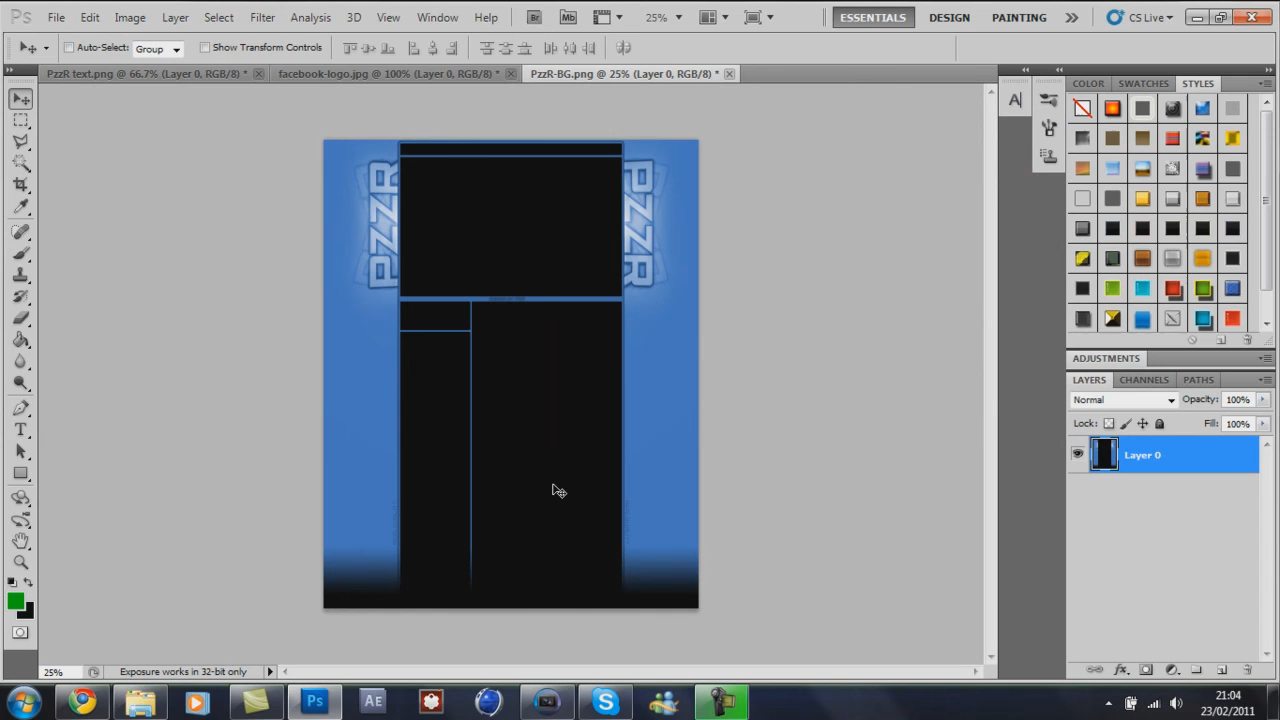 Ps File Edit Image Layer Select Filter Analysis 3D View Window Help Br Mb 25% ESSENTIALS DESIGN PAINTING CS Live
Auto-Select: Group Show Transform Controls
PzzR text.png @ 66.7% (Layer 0, RGB/8) * facebook-logo.jpg @ 100% (Layer 0, RGB/8) * PzzR-BG.png @ 25% (Layer 0, RGB/8) *
COLOR SWATCHES STYLES
A
PZZR
PZZR
ADJUSTMENTS
LAYERS CHANNELS PATHS
Normal Opacity: 100%
Lock: Fill: 100%
Layer 0
T
25% Exposure works in 32-bit only
fx
Ps Ae S
21:04
23/02/2011